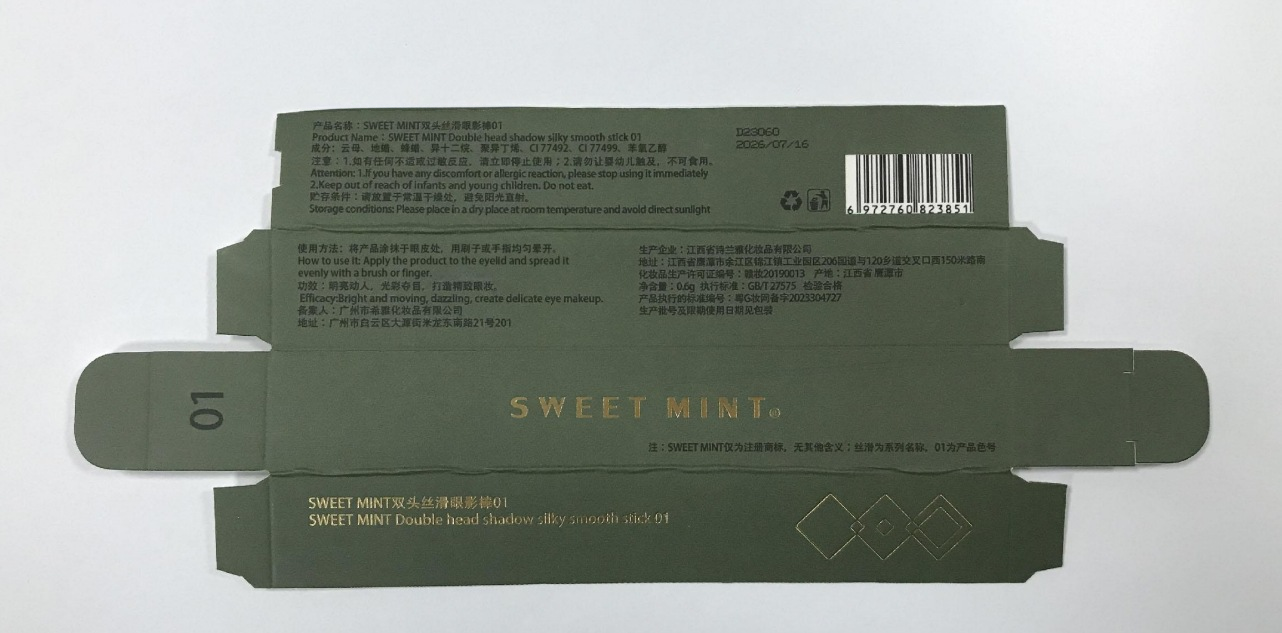 产品名称：SWEET MINT双头丝滑眼影棒01
Product Name：SWEET MINT Double head shadow silky smooth stick 01
成分：云母、地蜡、蜂蜡、异十二烷、聚异丁烯、CI 77492、CI 77499、苯氧乙醇
注意：1.如有任何不适或过敏反应，请立即停止使用；2.请勿让婴幼儿触及，不可食用。
Attention: 1.If you have any discomfort or allergic reaction, please stop using it immediately
2.Keep out of reach of infants and young children. Do not eat.
贮存条件：请放置于常温干燥处，避免阳光直射。
Storage conditions: Please place in a dry place at room temperature and avoid direct sunlight
D23060
2026/07/16
6 972760 823851
使用方法：将产品涂抹于眼皮处，用刷子或手指均匀晕开。
How to use it: Apply the product to the eyelid and spread it
evenly with a brush or finger.
功效：明亮动人，光彩夺目，打造精致眼妆。
Efficacy:Bright and moving, dazzling, create delicate eye makeup.
备案人：广州市希雅化妆品有限公司
地址：广州市白云区大源街米龙东南路21号201
生产企业：江西省诗兰雅化妆品有限公司
地址：江西省鹰潭市余江区锦江镇工业园区206国道与120乡道交叉口西150米路南
化妆品生产许可证编号：赣妆20190013 产地：江西省 鹰潭市
净含量：0.6g 执行标准：GB/T 27575 检验合格
产品执行的标准编号：粤G妆网备字2023304727
生产批号及限期使用日期见包装
01
SWEET MINT®
注：SWEET MINT仅为注册商标，无其他含义；丝滑为系列名称，01为产品色号
SWEET MINT双头丝滑眼影棒01
SWEET MINT Double head shadow silky smooth stick 01